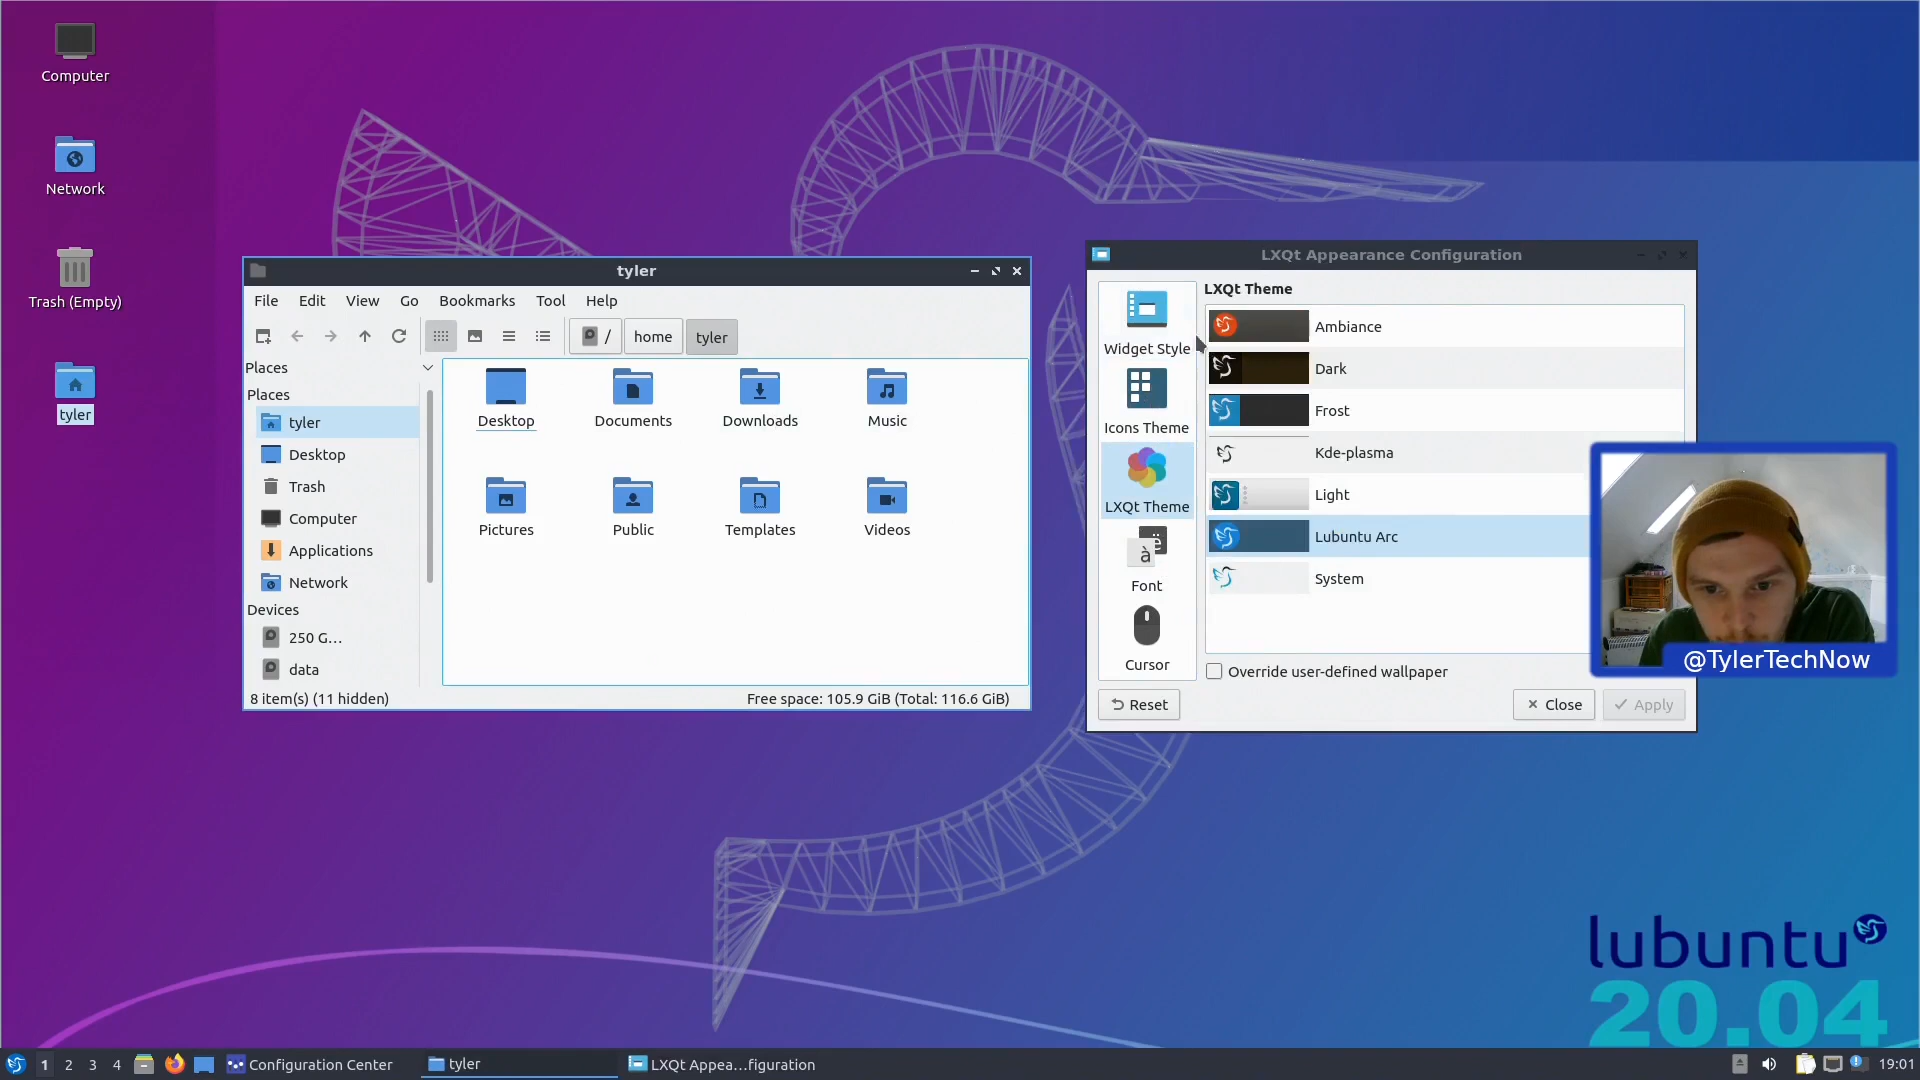 Computer
Network
Trash (Empty)
tyler
tyler
File Edit View Go Bookmarks Tool Help
/ home tyler
Places
Places
tyler
Desktop
Trash
Computer
Applications
Network
Devices
250 G...
data
Desktop Documents Downloads Music
Pictures Public Templates Videos
8 item(s) (11 hidden) Free space: 105.9 GiB (Total: 116.6 GiB)
LXQt Appearance Configuration
Widget Style
Icons Theme
LXQt Theme
Font
Cursor
LXQt Theme
Ambiance
Dark
Frost
Kde-plasma
Light
Lubuntu Arc
System
Override user-defined wallpaper
Reset Close Apply
@TylerTechNow
lubuntu
20.04
1 2 3 4 Configuration Center tyler LXQt Appea...figuration 19:01